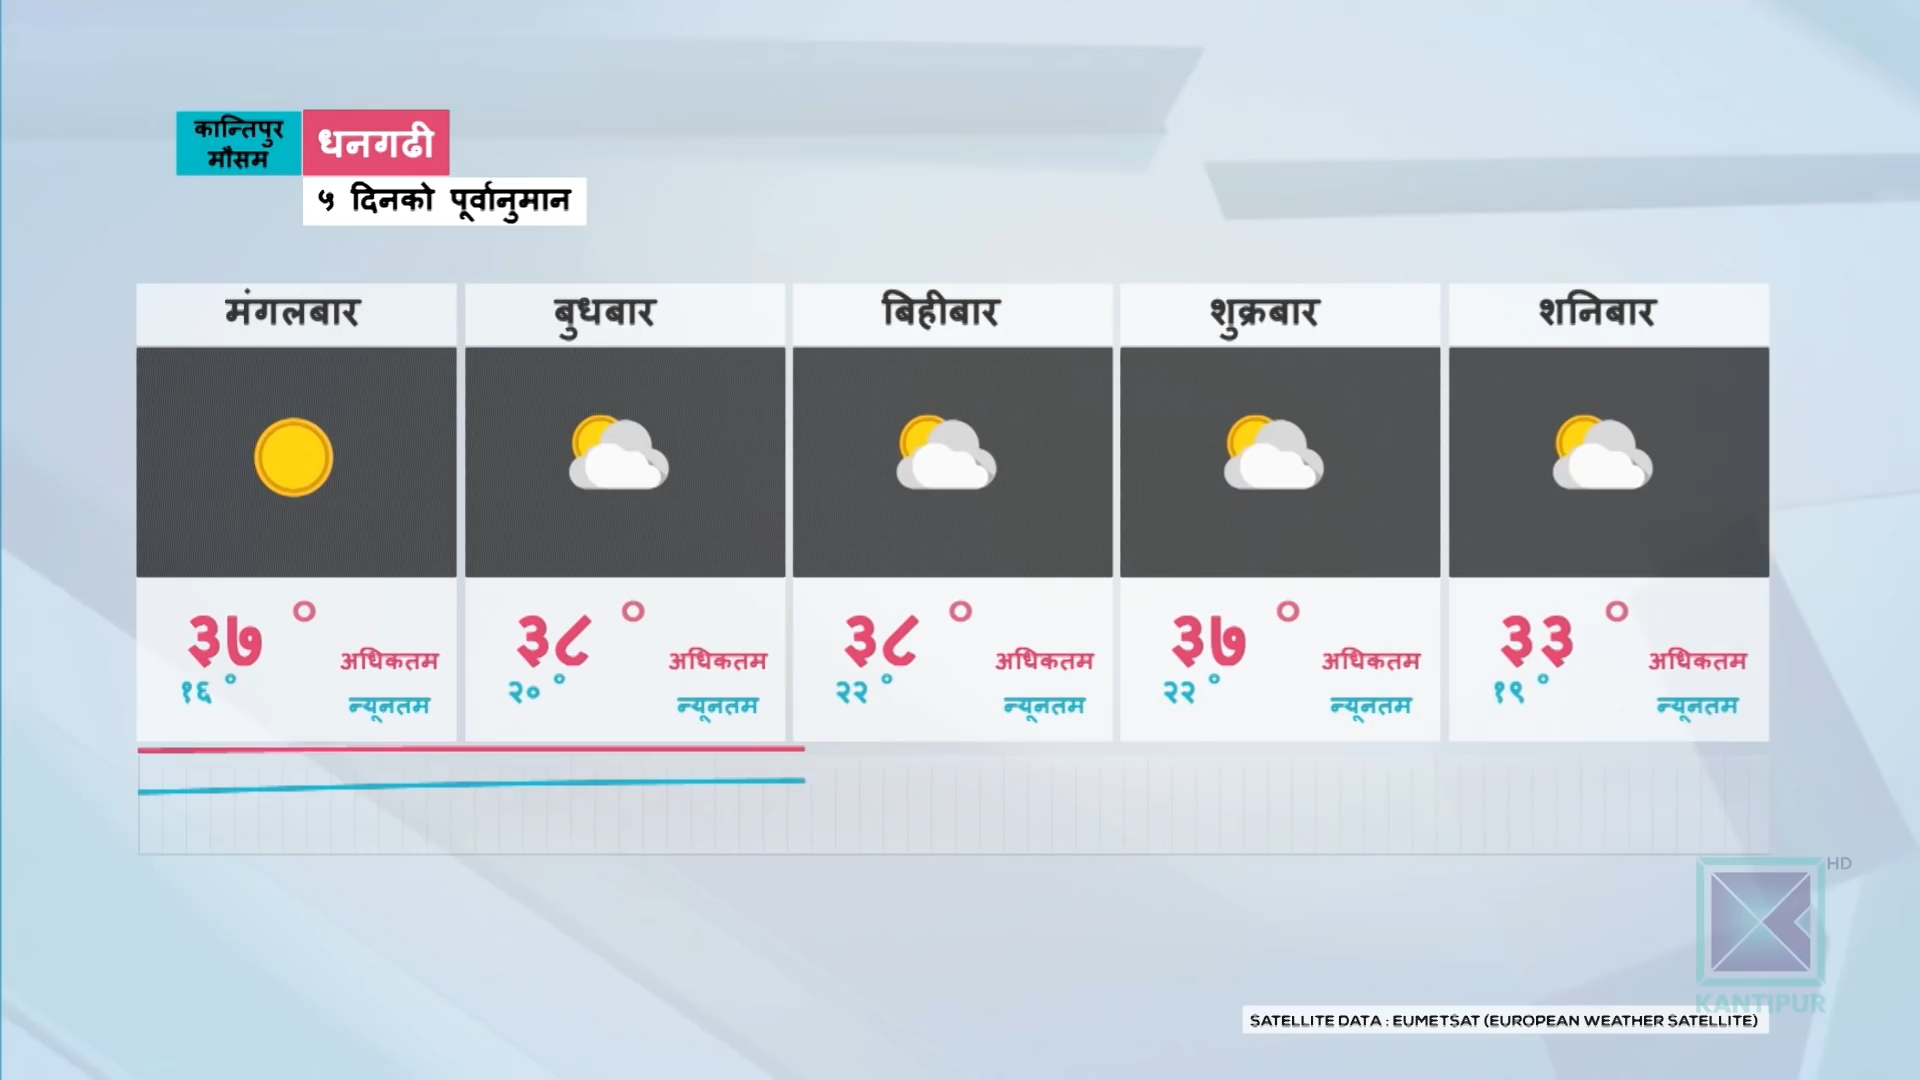 कान्तिपुर
मौसम
धनगढी
५ दिनको पूर्वानुमान
मंगलबार
बुधबार
बिहीबार
शुक्रबार
शनिबार
३७°
अधिकतम
१६°
न्यूनतम
३८°
अधिकतम
२०°
न्यूनतम
३८°
अधिकतम
२२°
न्यूनतम
३७°
अधिकतम
२२°
न्यूनतम
३३°
अधिकतम
१९°
न्यूनतम
HD
KANTIPUR
SATELLITE DATA : EUMETSAT (EUROPEAN WEATHER SATELLITE)